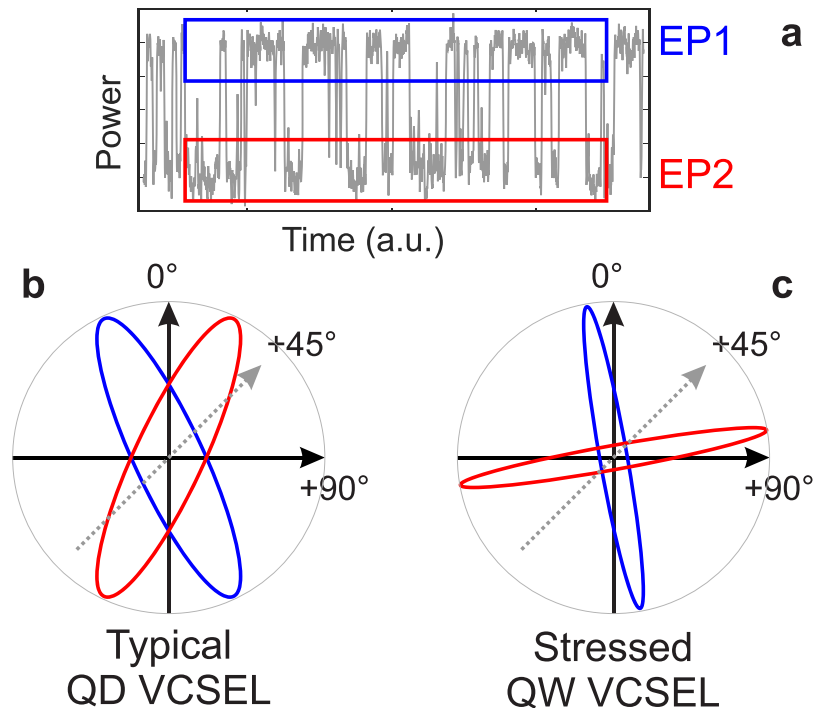 a
EP1
EP2
Power
Time (a.u.)
b
0°
+45°
+90°
Typical
QD VCSEL
c
0°
+45°
+90°
Stressed
QW VCSEL